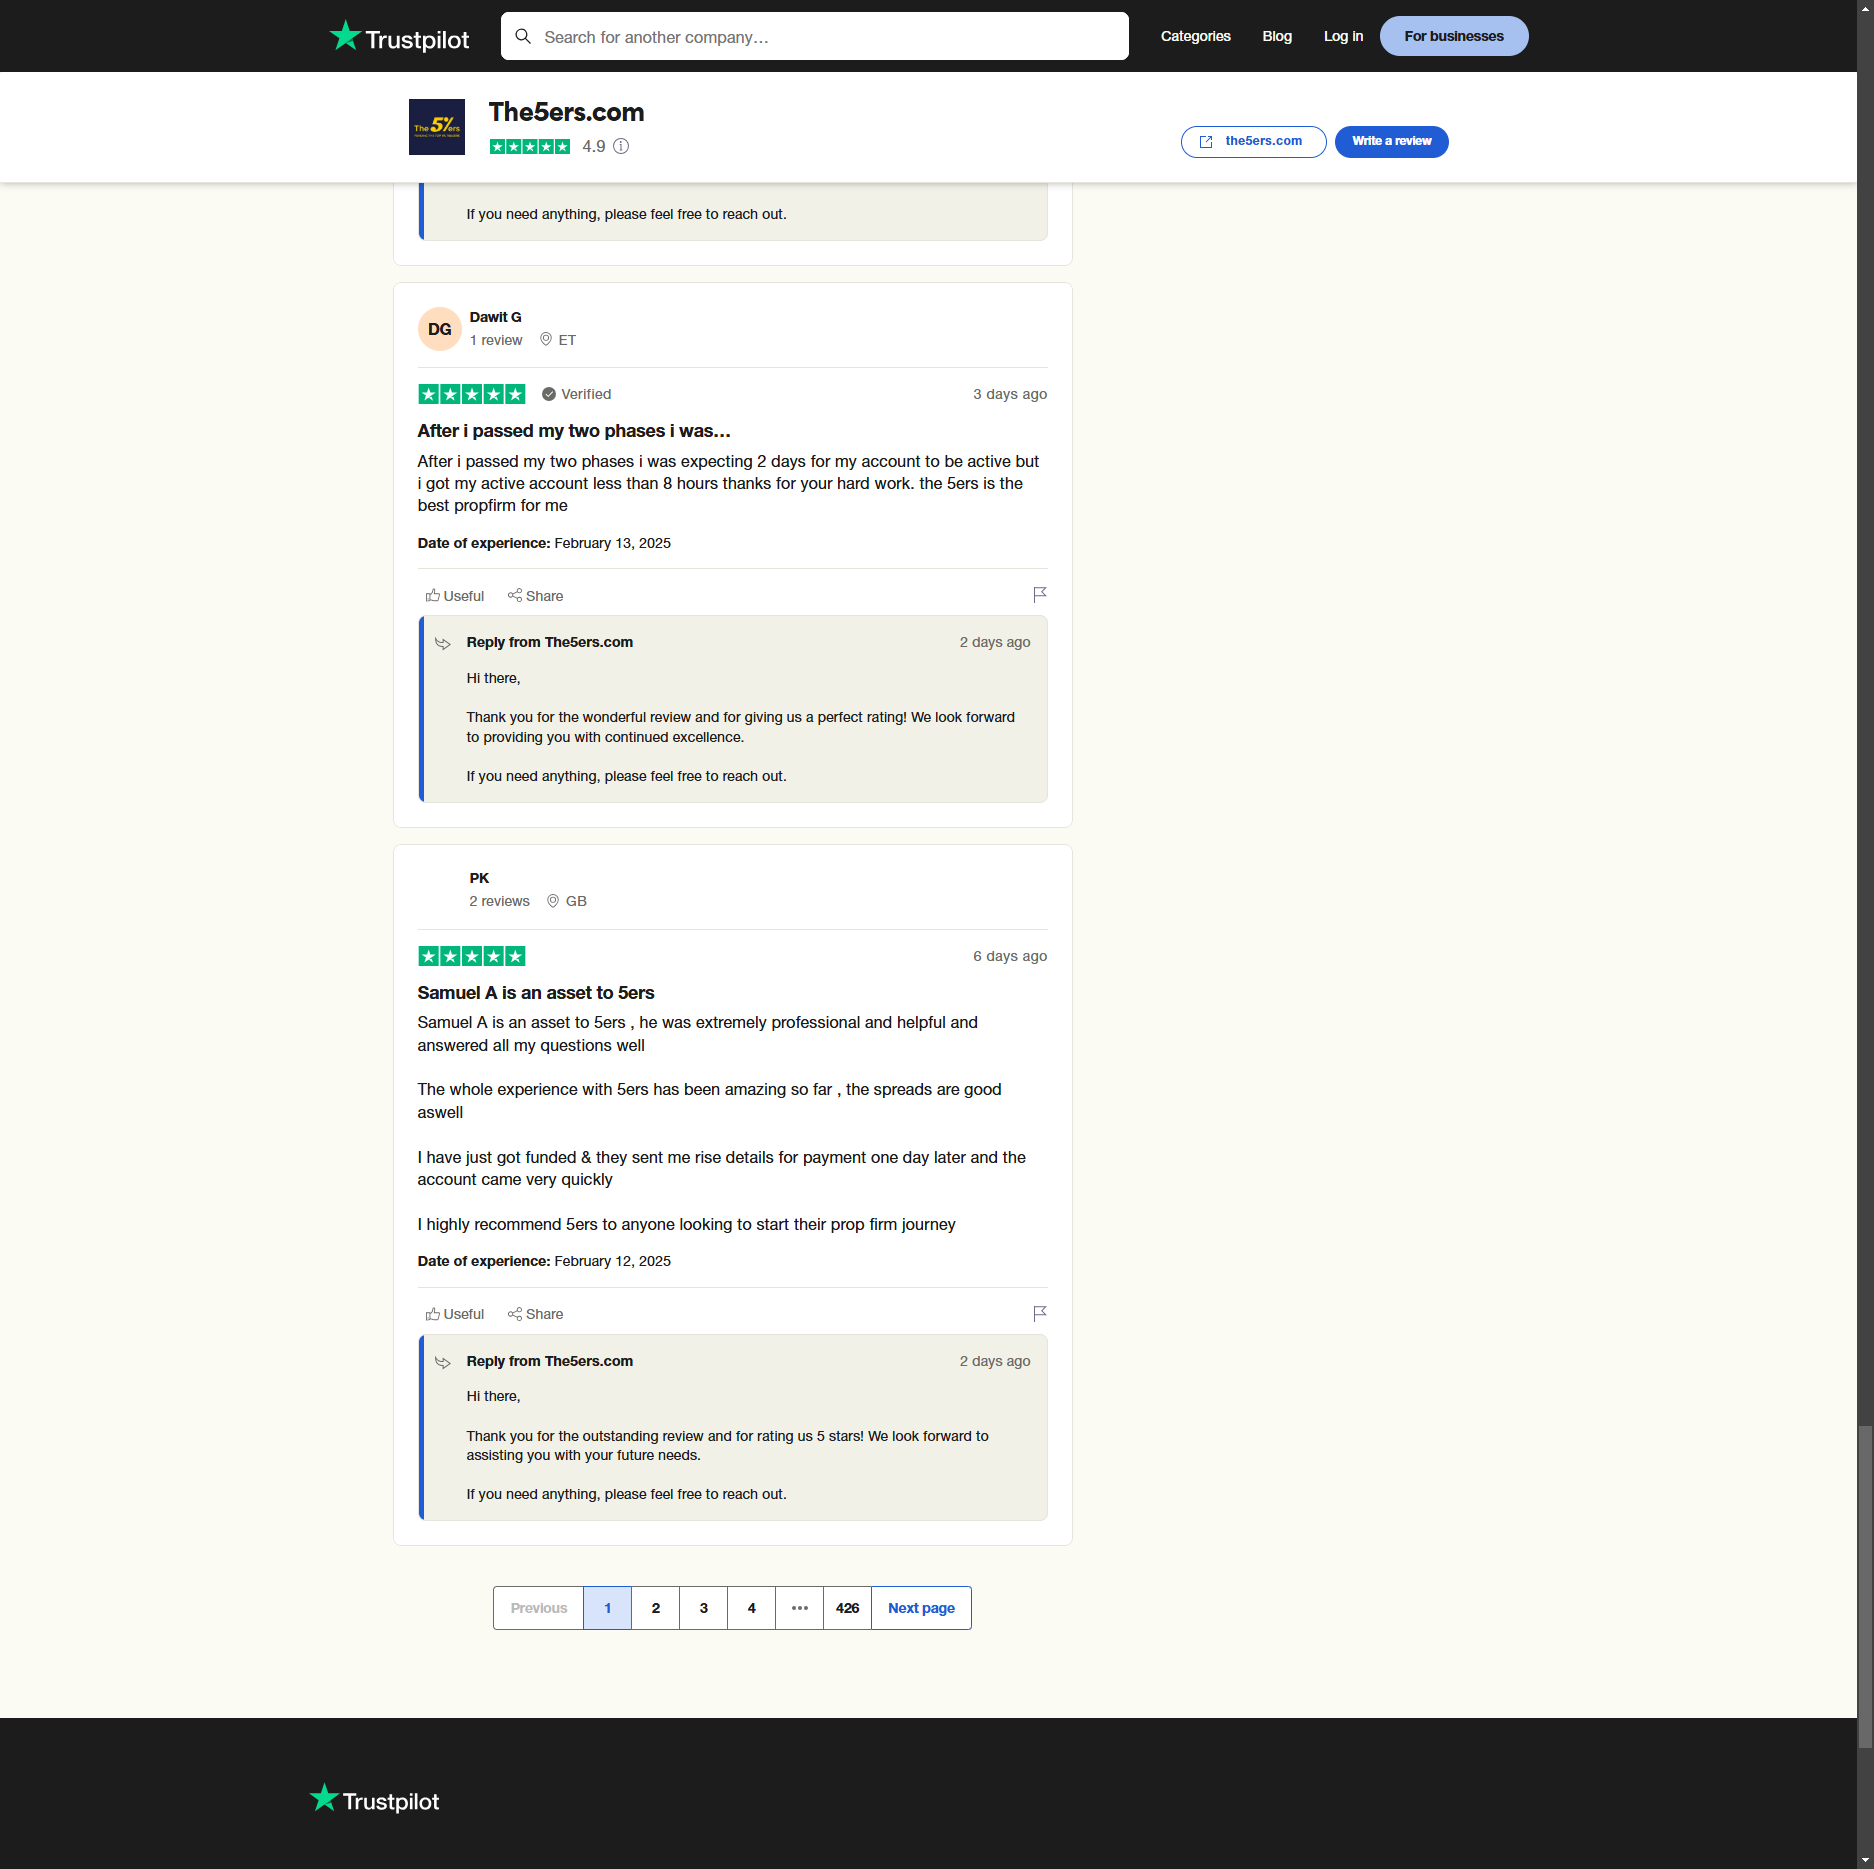 Trustpilot
Search for another company...
Categories
Blog
Log in
For businesses
The5%ers
The5ers.com
4.9
the5ers.com
Write a review
If you need anything, please feel free to reach out.
DG
Dawit G
1 review
ET
Verified
3 days ago
After i passed my two phases i was...
After i passed my two phases i was expecting 2 days for my account to be active but
i got my active account less than 8 hours thanks for your hard work. the 5ers is the
best propfirm for me
Date of experience: February 13, 2025
Useful
Share
Reply from The5ers.com
2 days ago
Hi there,
Thank you for the wonderful review and for giving us a perfect rating! We look forward
to providing you with continued excellence.
If you need anything, please feel free to reach out.
PK
2 reviews
GB
6 days ago
Samuel A is an asset to 5ers
Samuel A is an asset to 5ers , he was extremely professional and helpful and
answered all my questions well
The whole experience with 5ers has been amazing so far , the spreads are good
aswell
I have just got funded & they sent me rise details for payment one day later and the
account came very quickly
I highly recommend 5ers to anyone looking to start their prop firm journey
Date of experience: February 12, 2025
Useful
Share
Reply from The5ers.com
2 days ago
Hi there,
Thank you for the outstanding review and for rating us 5 stars! We look forward to
assisting you with your future needs.
If you need anything, please feel free to reach out.
Previous
1
2
3
4
•••
426
Next page
Trustpilot